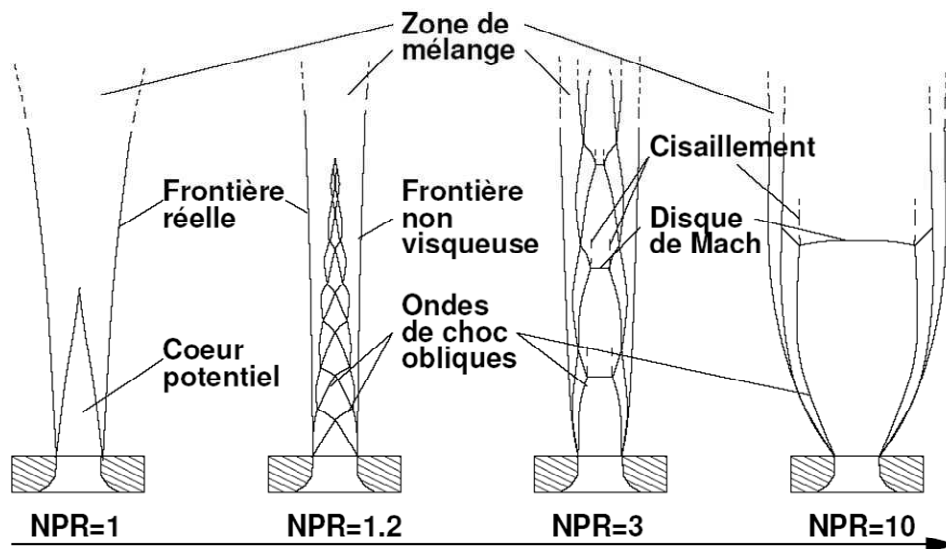 Zone de
mélange
Cisaillement
Frontière
réelle
Frontière
non
visqueuse
Disque
de Mach
Ondes
de choc
obliques
Coeur
potentiel
NPR=1
NPR=1.2
NPR=3
NPR=10